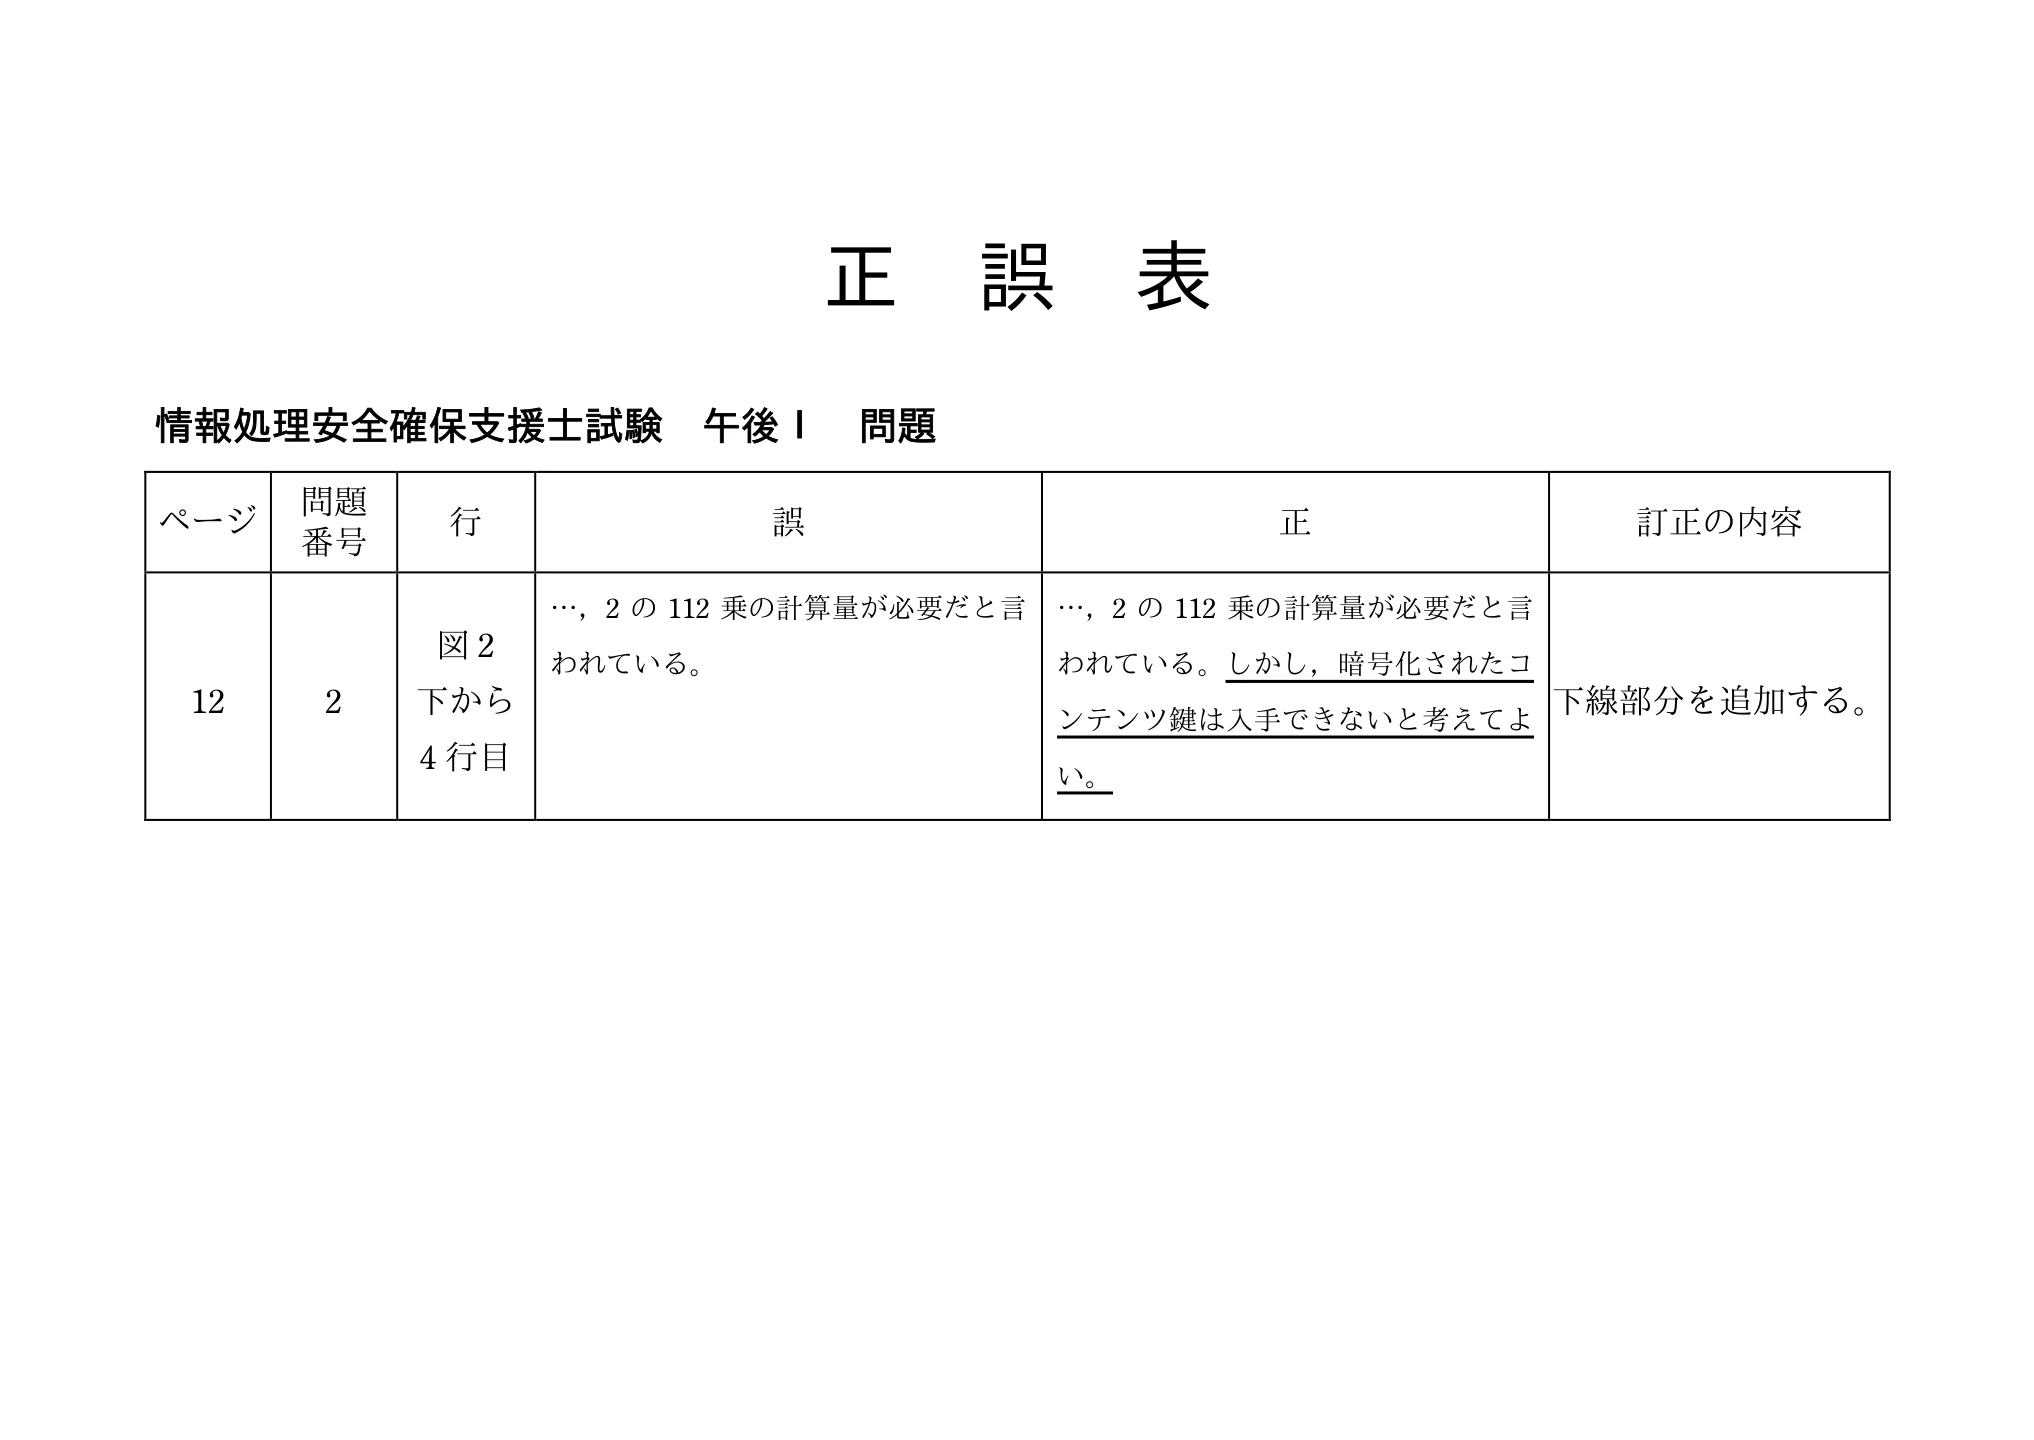 正　誤　表
情報処理安全確保支援士試験　午後Ⅰ　問題
ページ
問題
番号
行
誤
正
訂正の内容
12
2
図 2
下から
4 行目
…，2 の 112 乗の計算量が必要だと言
われている。
…，2 の 112 乗の計算量が必要だと言
われている。しかし，暗号化されたコ
ンテンツ鍵は入手できないと考えてよ
い。
下線部分を追加する。